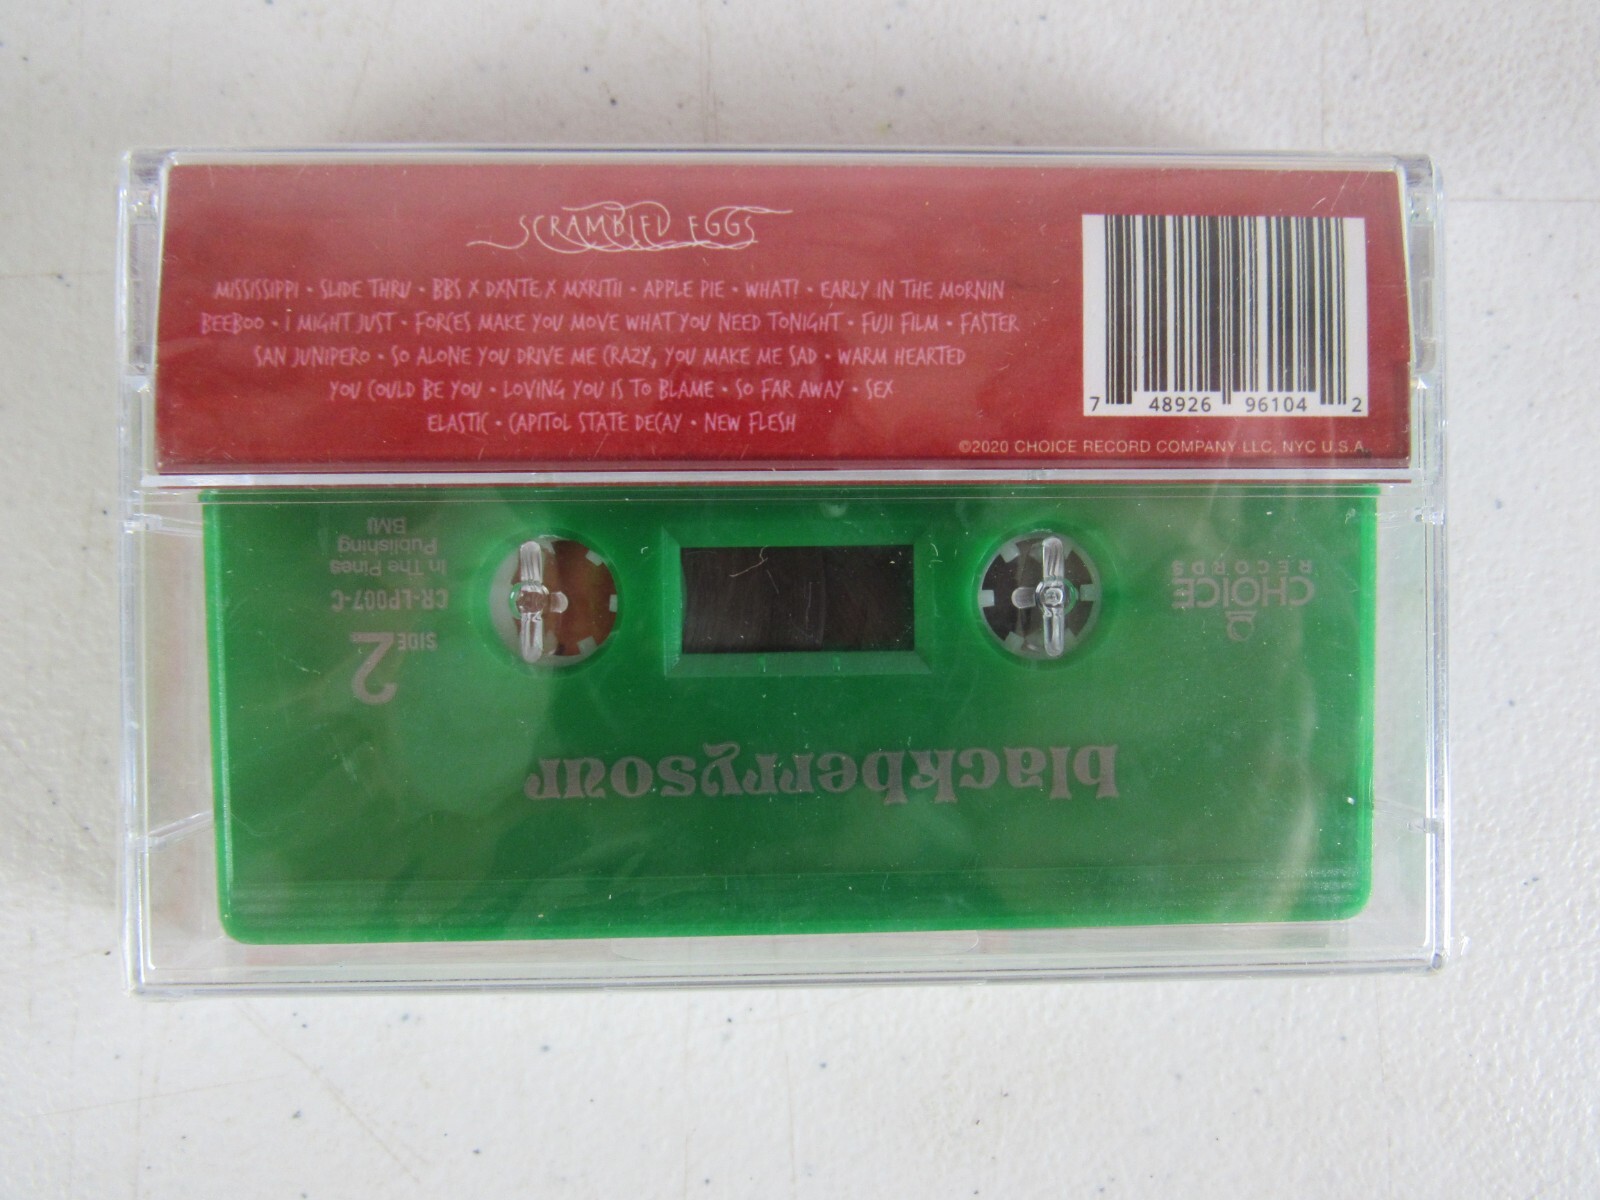 SCRAMBLED EGGS
MISSISSIPPI • SLIDE THRU • BBS X DXNTE X MXRITII • APPLE PIE • WHAT! • EARLY IN THE MORNIN
BEEBOO • I MIGHT JUST • FORCES MAKE YOU MOVE WHAT YOU NEED TONIGHT • FUJI FILM • FASTER
SAN JUNIPERO • SO ALONE YOU DRIVE ME CRAZY, YOU MAKE ME SAD • WARM HEARTED
YOU COULD BE YOU • LOVING YOU IS TO BLAME • SO FAR AWAY • SEX
ELASTIC • CAPITOL STATE DECAY • NEW FLESH
7 48926 96104 2
©2020 CHOICE RECORD COMPANY LLC, NYC U.S.A.
blackberrysour
SIDE 2
CR-LP007-C
In The Pines
Publishing
BMI
CHOICE
RECORDS